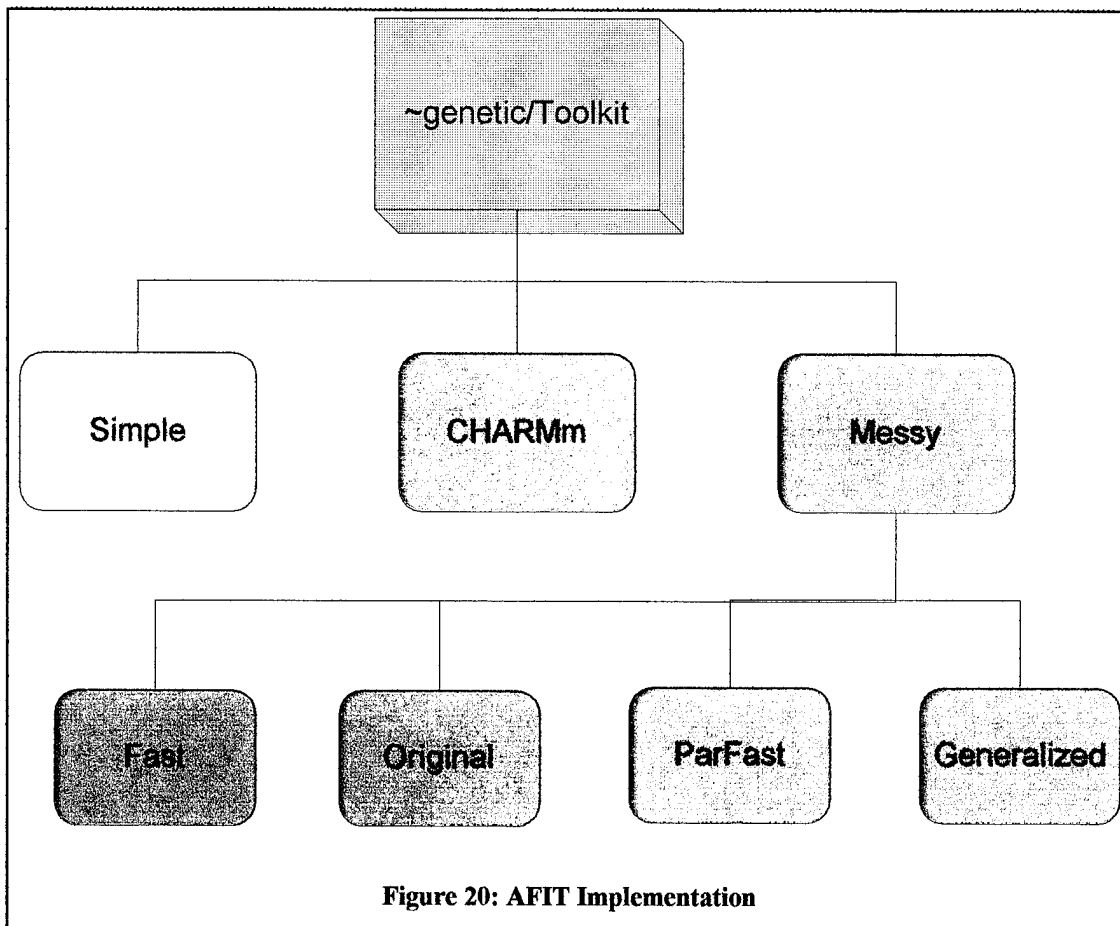 ~genetic/Toolkit
Simple
CHARMm
Messy
Fast
Original
ParFast
Generalized
Figure 20: AFIT Implementation